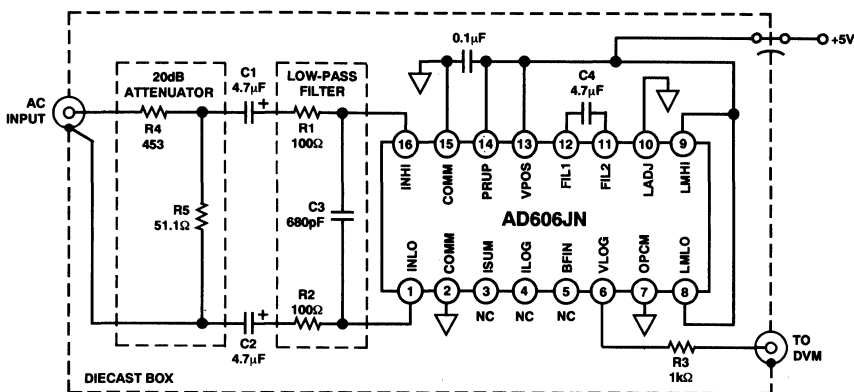 0.1µF
+5V
20dB
ATTENUATOR
C1
4.7µF
+
LOW-PASS
FILTER
C4
4.7µF
AC
INPUT
R4
453
R1
100Ω
16 15 14 13 12 11 10 9
INHI COMM PRUP VPOS FIL1 FIL2 LADJ LMHI
R5
51.1Ω
C3
680pF
AD606JN
INLO COMM ISUM ILOG BFIN VLOG OPCM LMLO
1 2 3 4 5 6 7 8
NC NC NC
R2
100Ω
+
C2
4.7µF
R3
1kΩ
TO
DVM
DIECAST BOX